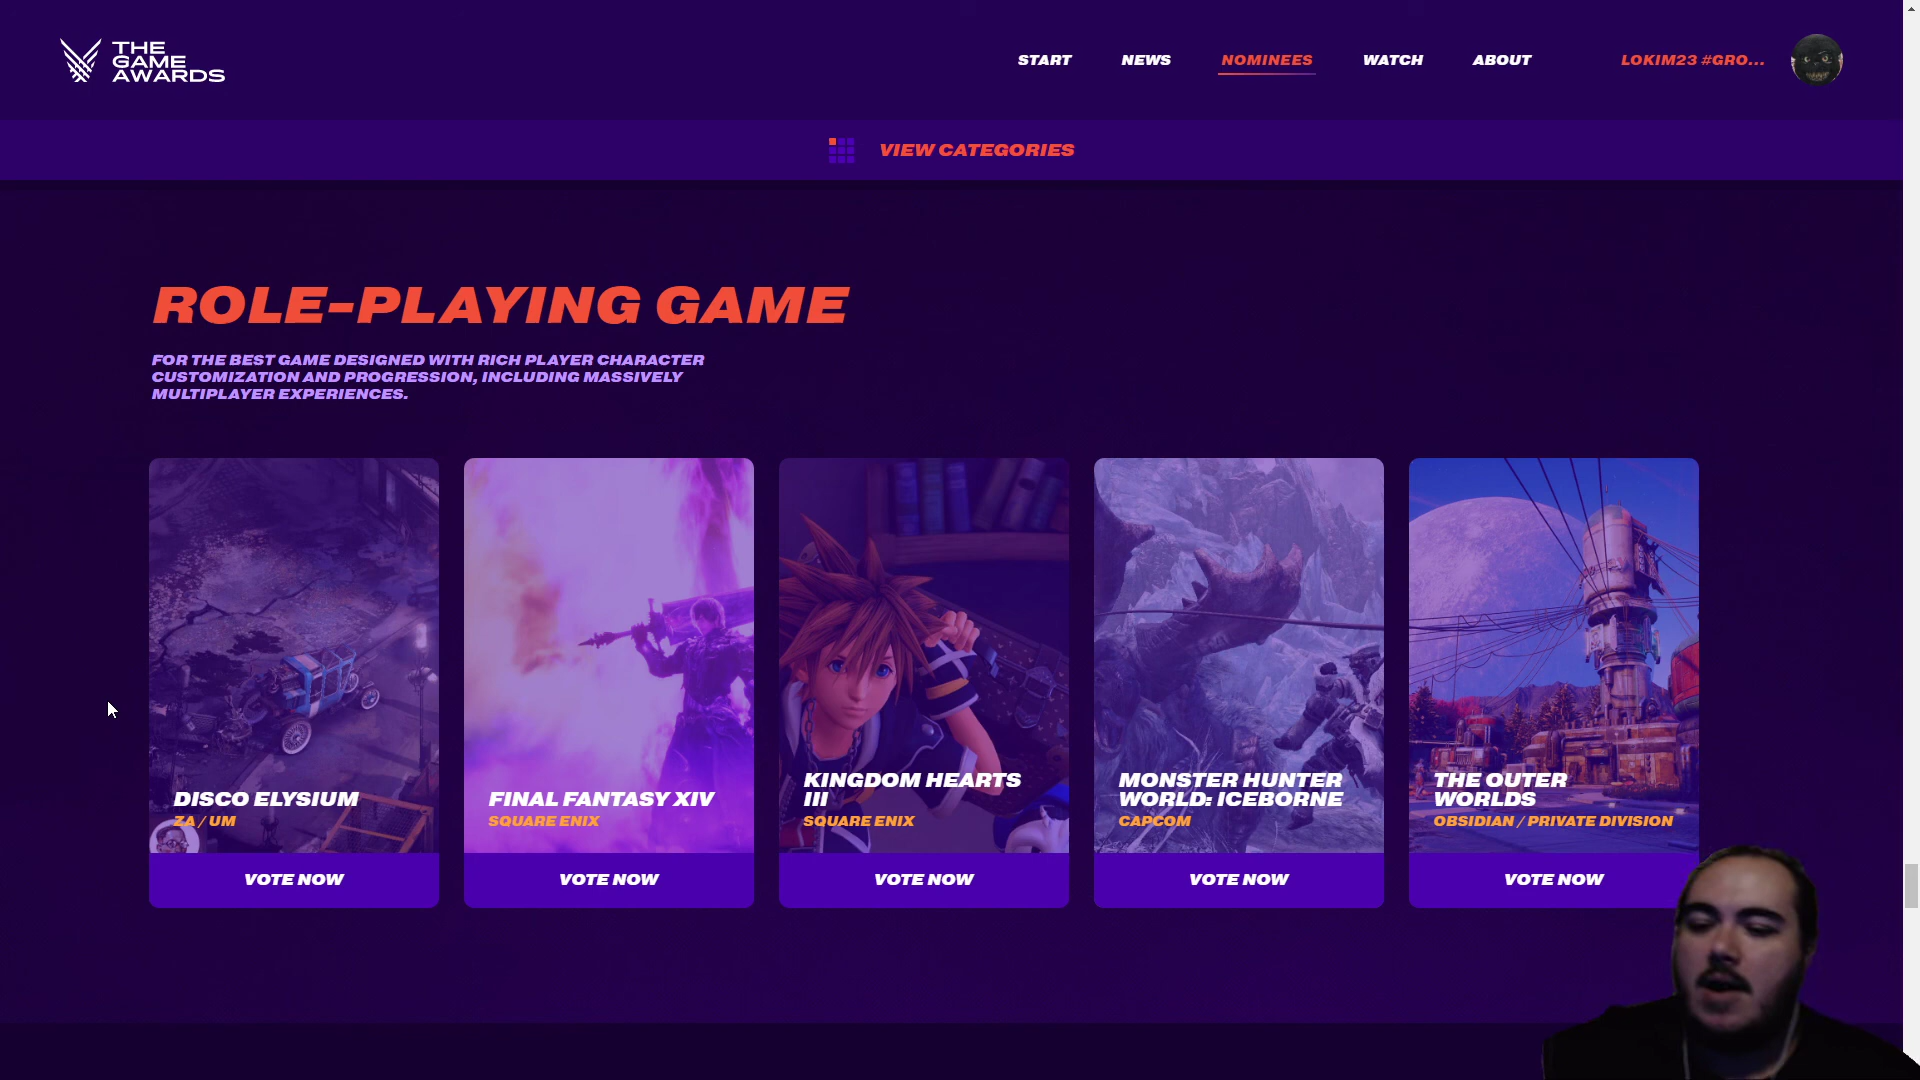 THE
GAME
AWARDS
START
NEWS
NOMINEES
WATCH
ABOUT
LOKIM23 #GRO...
VIEW CATEGORIES
ROLE-PLAYING GAME
FOR THE BEST GAME DESIGNED WITH RICH PLAYER CHARACTER
CUSTOMIZATION AND PROGRESSION, INCLUDING MASSIVELY
MULTIPLAYER EXPERIENCES.
DISCO ELYSIUM
ZA / UM
VOTE NOW
FINAL FANTASY XIV
SQUARE ENIX
VOTE NOW
KINGDOM HEARTS
III
SQUARE ENIX
VOTE NOW
MONSTER HUNTER
WORLD: ICEBORNE
CAPCOM
VOTE NOW
THE OUTER
WORLDS
OBSIDIAN / PRIVATE DIVISION
VOTE NOW